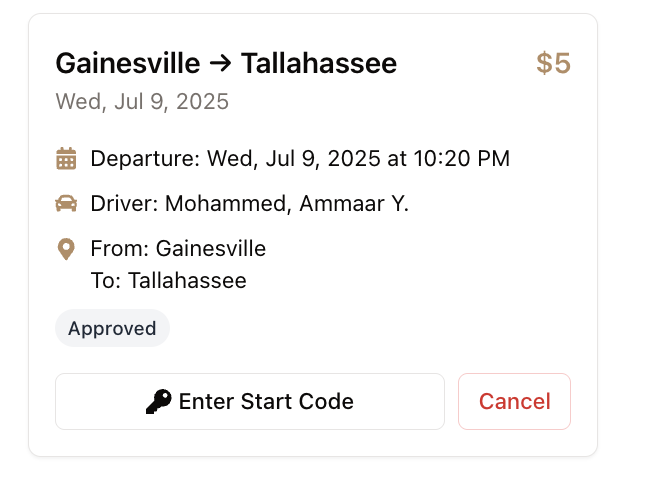 Gainesville → Tallahassee
$5
Wed, Jul 9, 2025
Departure: Wed, Jul 9, 2025 at 10:20 PM
Driver: Mohammed, Ammaar Y.
From: Gainesville
To: Tallahassee
Approved
Enter Start Code
Cancel